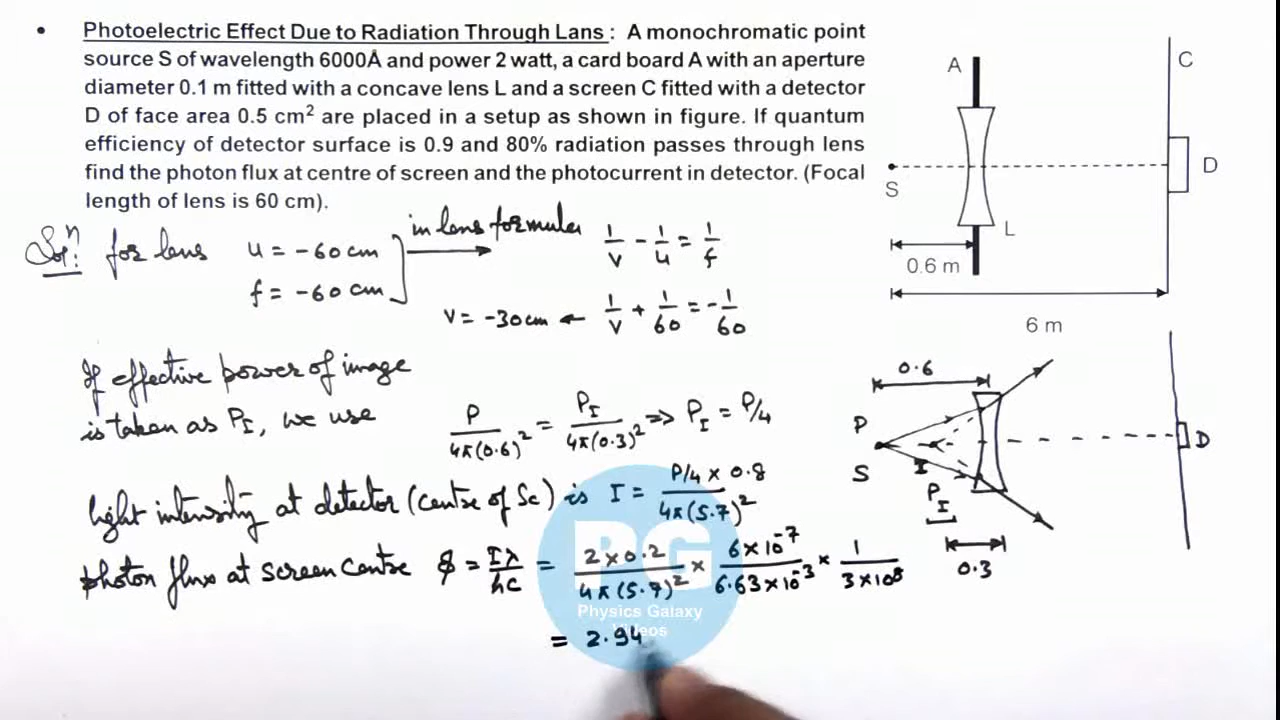 • Photoelectric Effect Due to Radiation Through Lans : A monochromatic point
source S of wavelength 6000Å and power 2 watt, a card board A with an aperture
diameter 0.1 m fitted with a concave lens L and a screen C fitted with a detector
D of face area 0.5 cm² are placed in a setup as shown in figure. If quantum
efficiency of detector surface is 0.9 and 80% radiation passes through lens
find the photon flux at centre of screen and the photocurrent in detector. (Focal
length of lens is 60 cm).
A
C
S
D
L
0.6 m
6 m
Solⁿ: for lens u = -60 cm
f = -60 cm
in lens formula 1/v - 1/u = 1/f
v = -30cm ← 1/v + 1/60 = -1/60
If effective power of image
is taken as P_I, we use P/4π(0.6)² = P_I/4π(0.3)² ⇒ P_I = P/4
light intensity at detector (centre of Sc) is I = P/4 × 0.8/4π(5.7)²
photon flux at screen centre φ = Iλ/hc = 2×0.2/4π(5.7)² × 6×10⁻⁷/6.63×10⁻³ × 1/3×10⁸
= 2.94
0.6
P
S
I
P_I
D
0.3
PG
Physics Galaxy
Videos